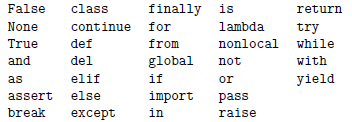 False class finally is return
None continue for lambda try
True def from nonlocal while
and del global not with
as elif if or yield
assert else import pass
break except in raise